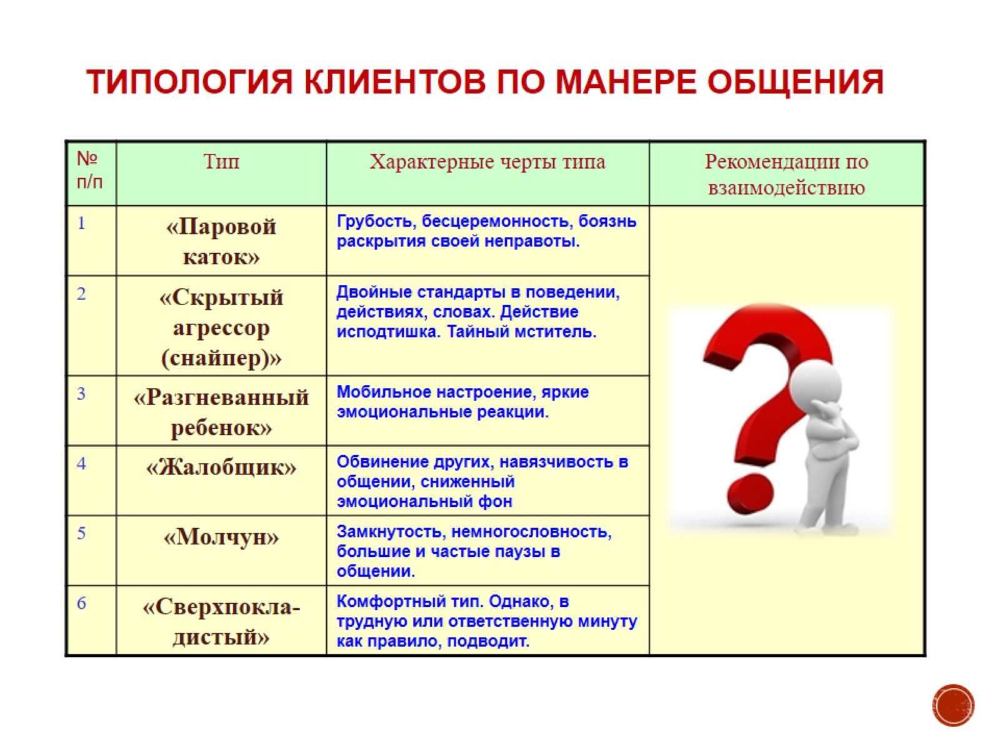 ТИПОЛОГИЯ КЛИЕНТОВ ПО МАНЕРЕ ОБЩЕНИЯ
№
п/п
Тип
Характерные черты типа
Рекомендации по
взаимодействию
1
«Паровой
каток»
Грубость, бесцеремонность, боязнь
раскрытия своей неправоты.
2
«Скрытый
агрессор
(снайпер)»
Двойные стандарты в поведении,
действиях, словах. Действие
исподтишка. Тайный мститель.
3
«Разгневанный
ребенок»
Мобильное настроение, яркие
эмоциональные реакции.
4
«Жалобщик»
Обвинение других, навязчивость в
общении, сниженный
эмоциональный фон
5
«Молчун»
Замкнутость, немногословность,
большие и частые паузы в
общении.
6
«Сверхпокла-
дистый»
Комфортный тип. Однако, в
трудную или ответственную минуту
как правило, подводит.